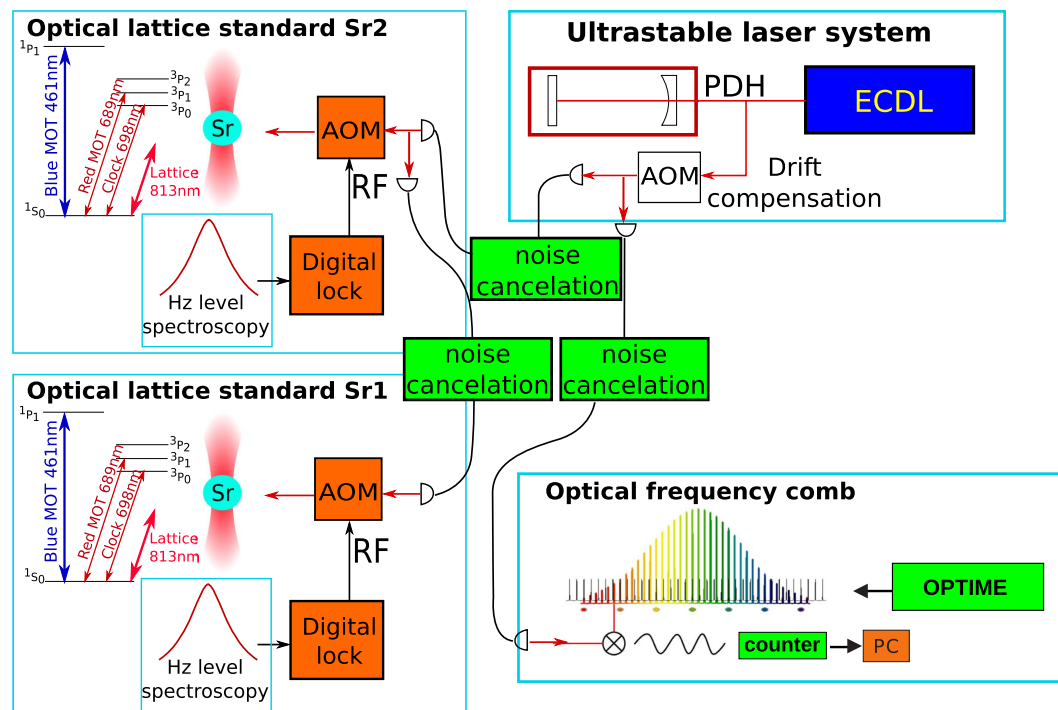 Optical lattice standard Sr2
¹P₁
Blue MOT 461nm
Red MOT 689nm
Clock 698nm
³P₂
³P₁
³P₀
Lattice
813nm
¹S₀
Sr
AOM
RF
Digital
lock
Hz level
spectroscopy
Ultrastable laser system
PDH
ECDL
AOM
Drift
compensation
noise
cancelation
noise
cancelation
noise
cancelation
Optical lattice standard Sr1
¹P₁
Blue MOT 461nm
Red MOT 689nm
Clock 698nm
³P₂
³P₁
³P₀
Lattice
813nm
¹S₀
Sr
AOM
RF
Digital
lock
Hz level
spectroscopy
Optical frequency comb
OPTIME
counter
PC